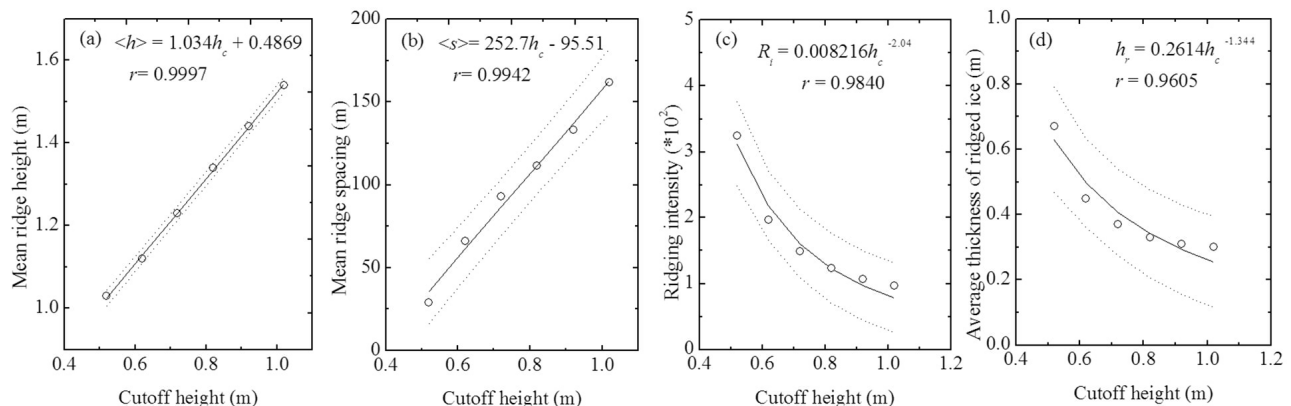 (a) <h> = 1.034h_c + 0.4869
r= 0.9997
Mean ridge height (m)
1.6
1.4
1.2
1.0
0.4 0.6 0.8 1.0
Cutoff height (m)
(b) <s>= 252.7h_c - 95.51
r= 0.9942
Mean ridge spacing (m)
200
150
100
50
0
0.4 0.6 0.8 1.0
Cutoff height (m)
(c)
R_i = 0.008216h_c^-2.04
r = 0.9840
Ridging intensity (*10^2)
5
4
3
2
1
0
0.4 0.6 0.8 1.0 1.2
Cutoff height (m)
(d)
h_r = 0.2614h_c^-1.344
r = 0.9605
Average thickness of ridged ice (m)
1.0
0.8
0.6
0.4
0.2
0.0
0.4 0.6 0.8 1.0 1.2
Cutoff height (m)